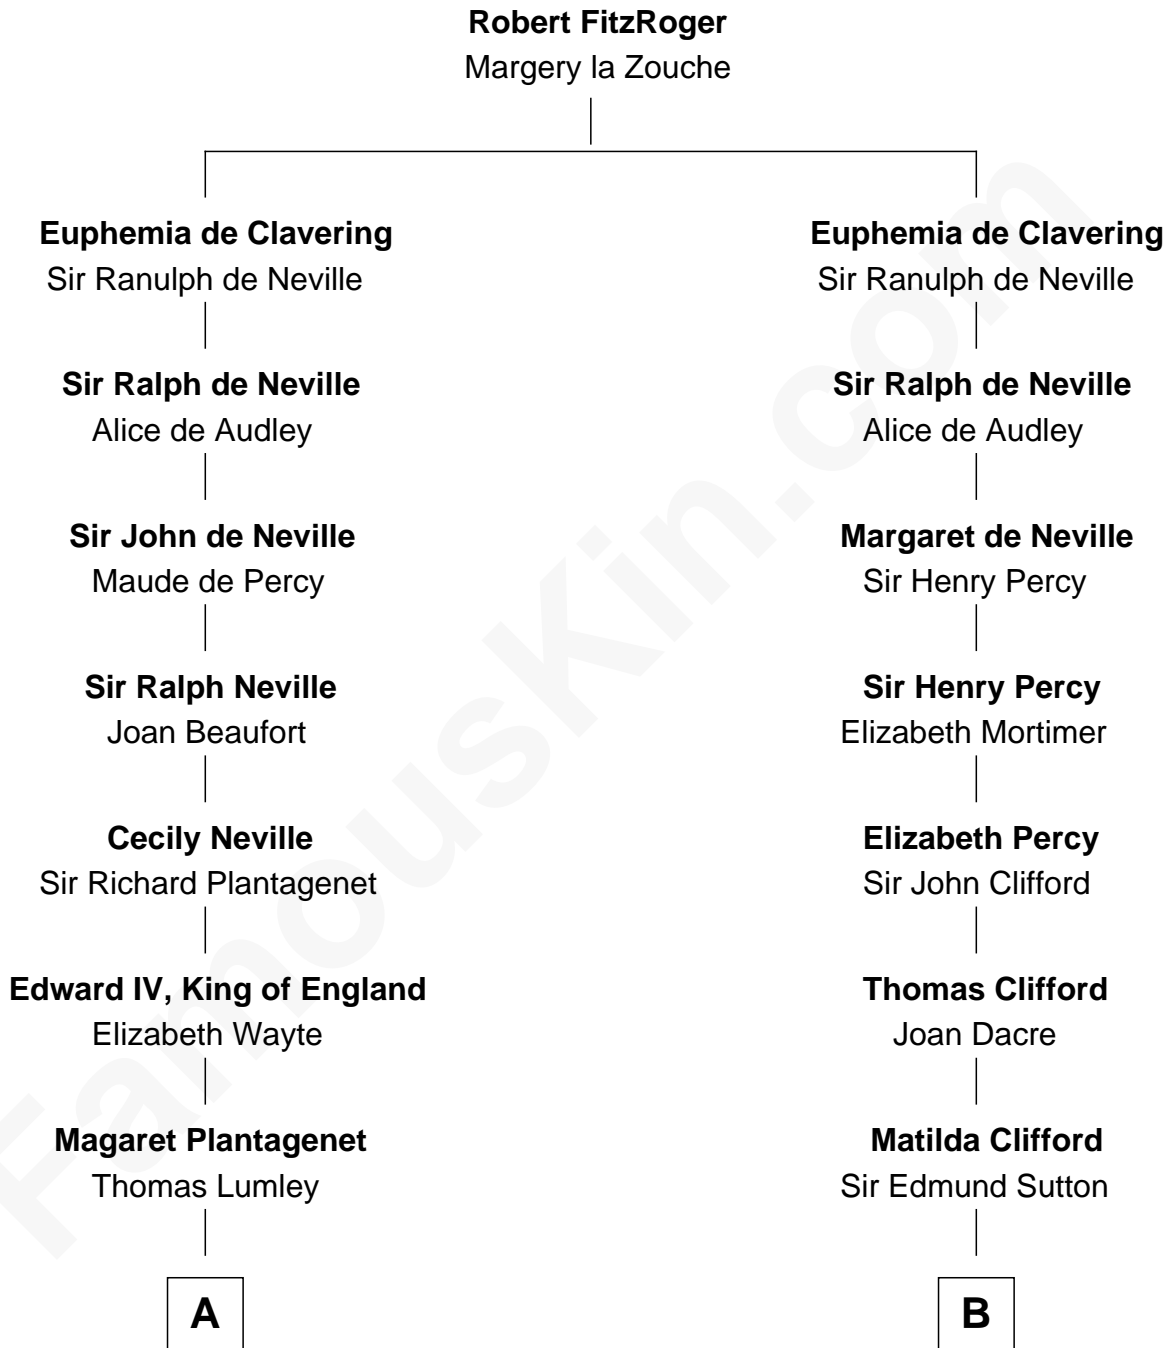 Robert FitzRoger
Margery la Zouche
Euphemia de Clavering
Sir Ranulph de Neville
Euphemia de Clavering
Sir Ranulph de Neville
Sir Ralph de Neville
Alice de Audley
Sir Ralph de Neville
Alice de Audley
Sir John de Neville
Maude de Percy
Margaret de Neville
Sir Henry Percy
Sir Ralph Neville
Joan Beaufort
Sir Henry Percy
Elizabeth Mortimer
Cecily Neville
Sir Richard Plantagenet
Elizabeth Percy
Sir John Clifford
Edward IV, King of England
Elizabeth Wayte
Thomas Clifford
Joan Dacre
Magaret Plantagenet
Thomas Lumley
Matilda Clifford
Sir Edmund Sutton
A
B
FamousKin.com